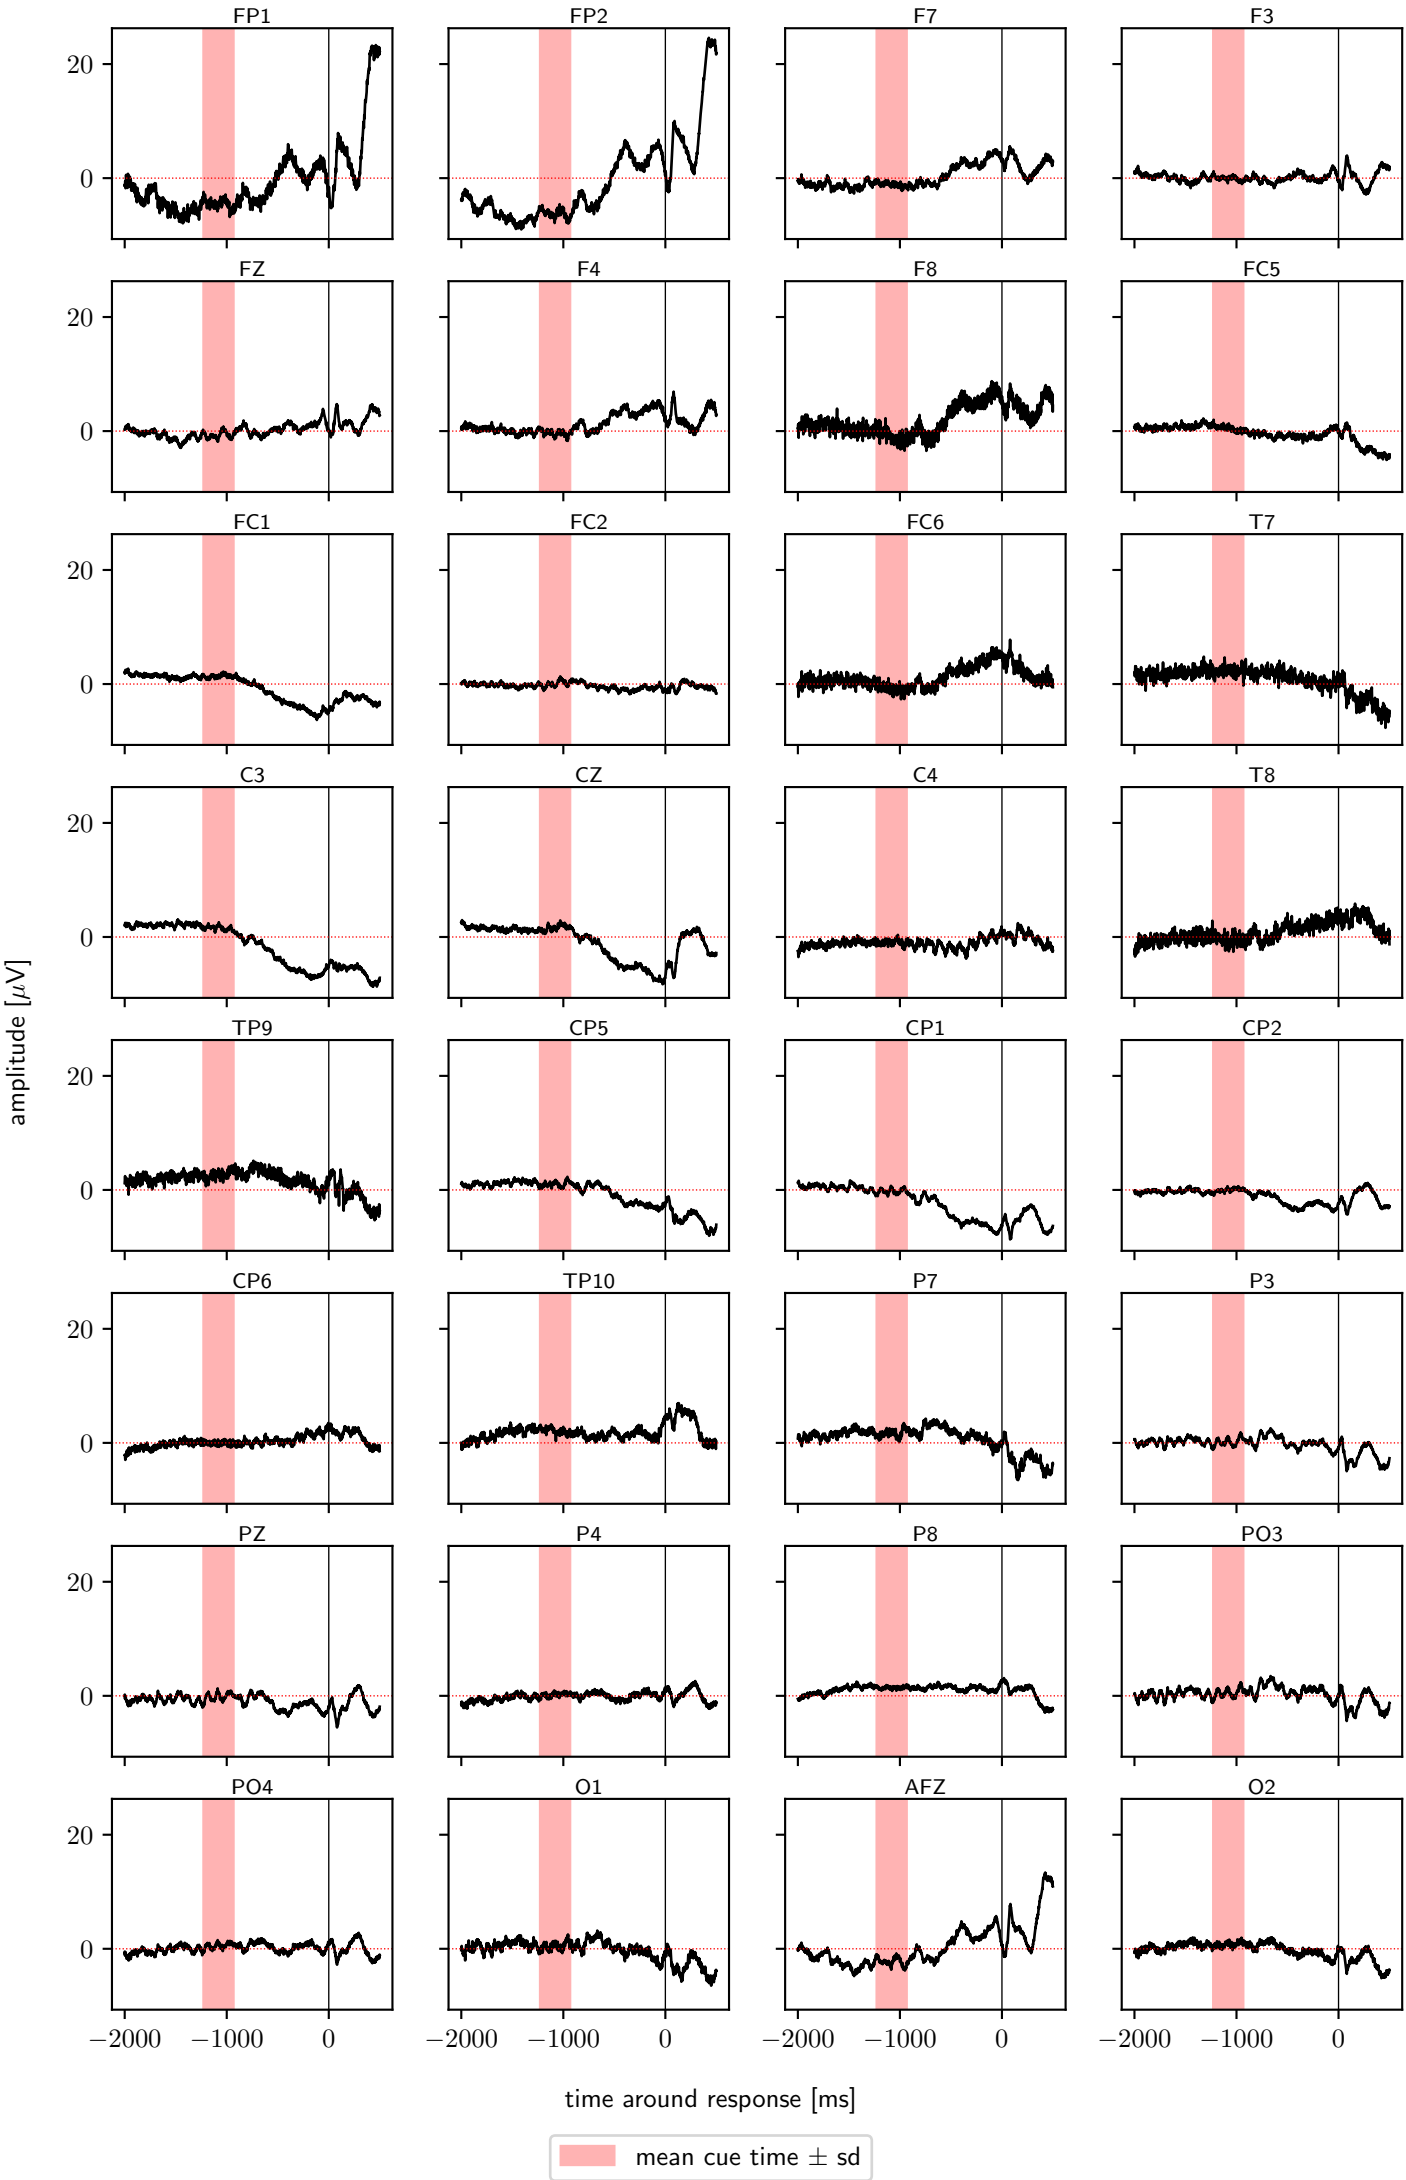 FP1 FP2 F7 F3
20
0
FZ F4 F8 FC5
20
0
FC1 FC2 FC6 T7
20
0
C3 CZ C4 T8
20
0
amplitude [μV]
TP9 CP5 CP1 CP2
20
0
CP6 TP10 P7 P3
20
0
PZ P4 P8 PO3
20
0
PO4 O1 AFZ O2
20
0
−2000 −1000 0 −2000 −1000 0 −2000 −1000 0 −2000 −1000 0
time around response [ms]
mean cue time ± sd